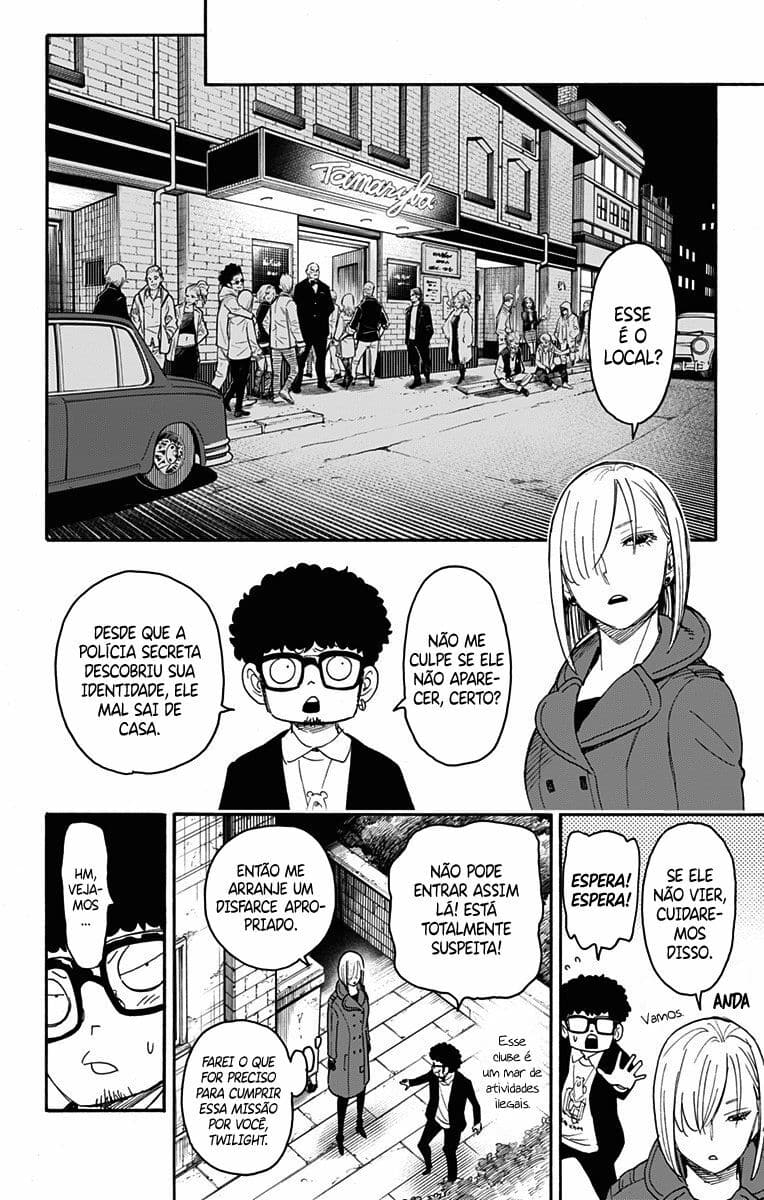 Teimaryla
ESSE
É O
LOCAL?
NÃO ME
CULPE SE ELE
NÃO APARE-
CER, CERTO?
DESDE QUE A
POLÍCIA SECRETA
DESCOBRIU SUA
IDENTIDADE, ELE
MAL SAI DE
CASA.
SE ELE
NÃO VIER,
CUIDARE-
MOS
DISSO.
ESPERA!
ESPERA!
ANDA
Vamos.
NÃO PODE
ENTRAR ASSIM
LÁ! ESTÁ
TOTALMENTE
SUSPEITA!
Esse
clube é
um mar de
atividades
ilegais.
ENTÃO ME
ARRANJE UM
DISFARCE APRO-
PRIADO.
FAREI O QUE
FOR PRECISO
PARA CUMPRIR
ESSA MISSÃO
POR VOCÊ,
TWILIGHT.
HM,
VEJA-
MOS
...